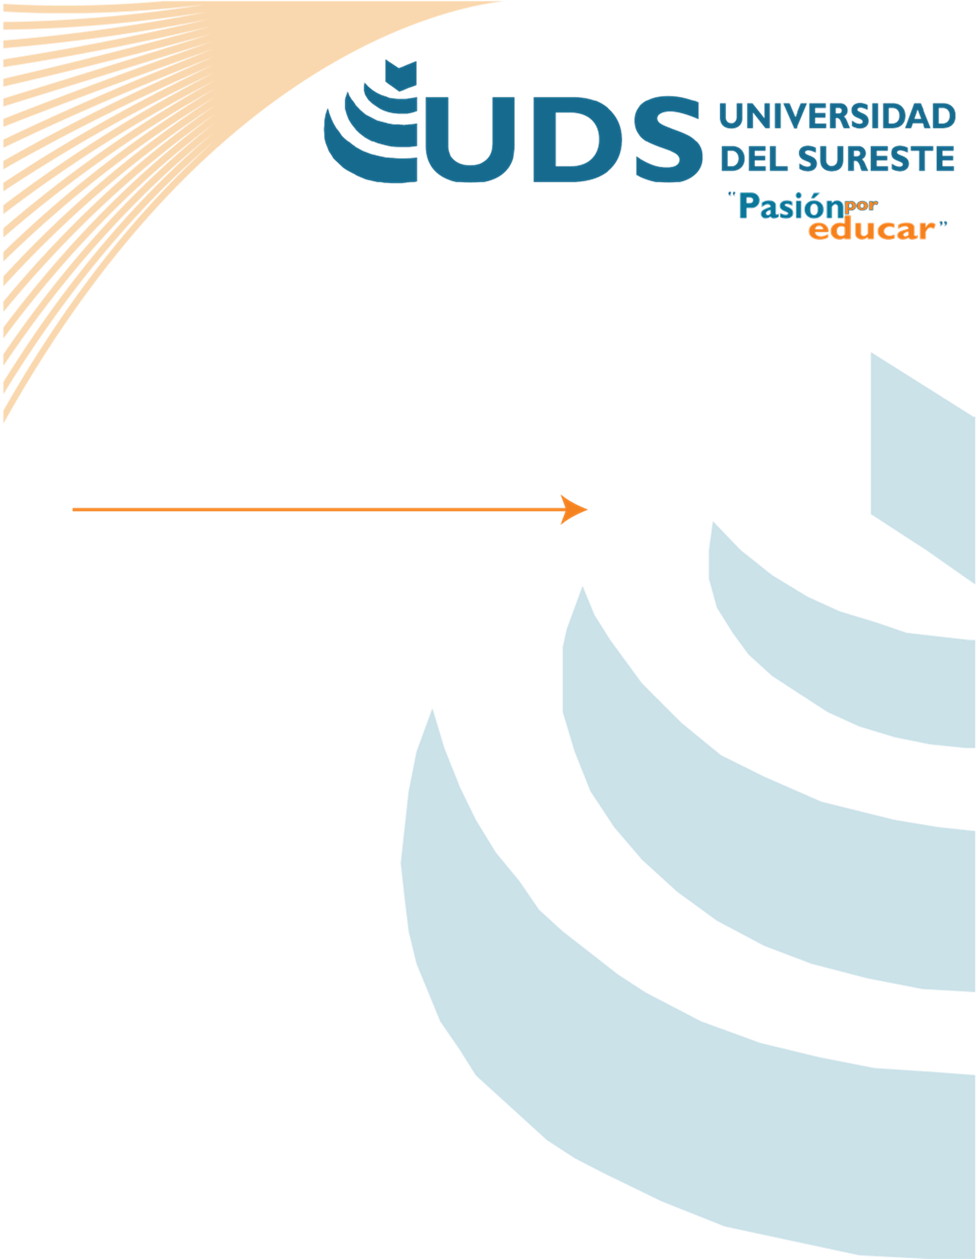 UDS
UNIVERSIDAD
DEL SURESTE
"Pasión por
educar"